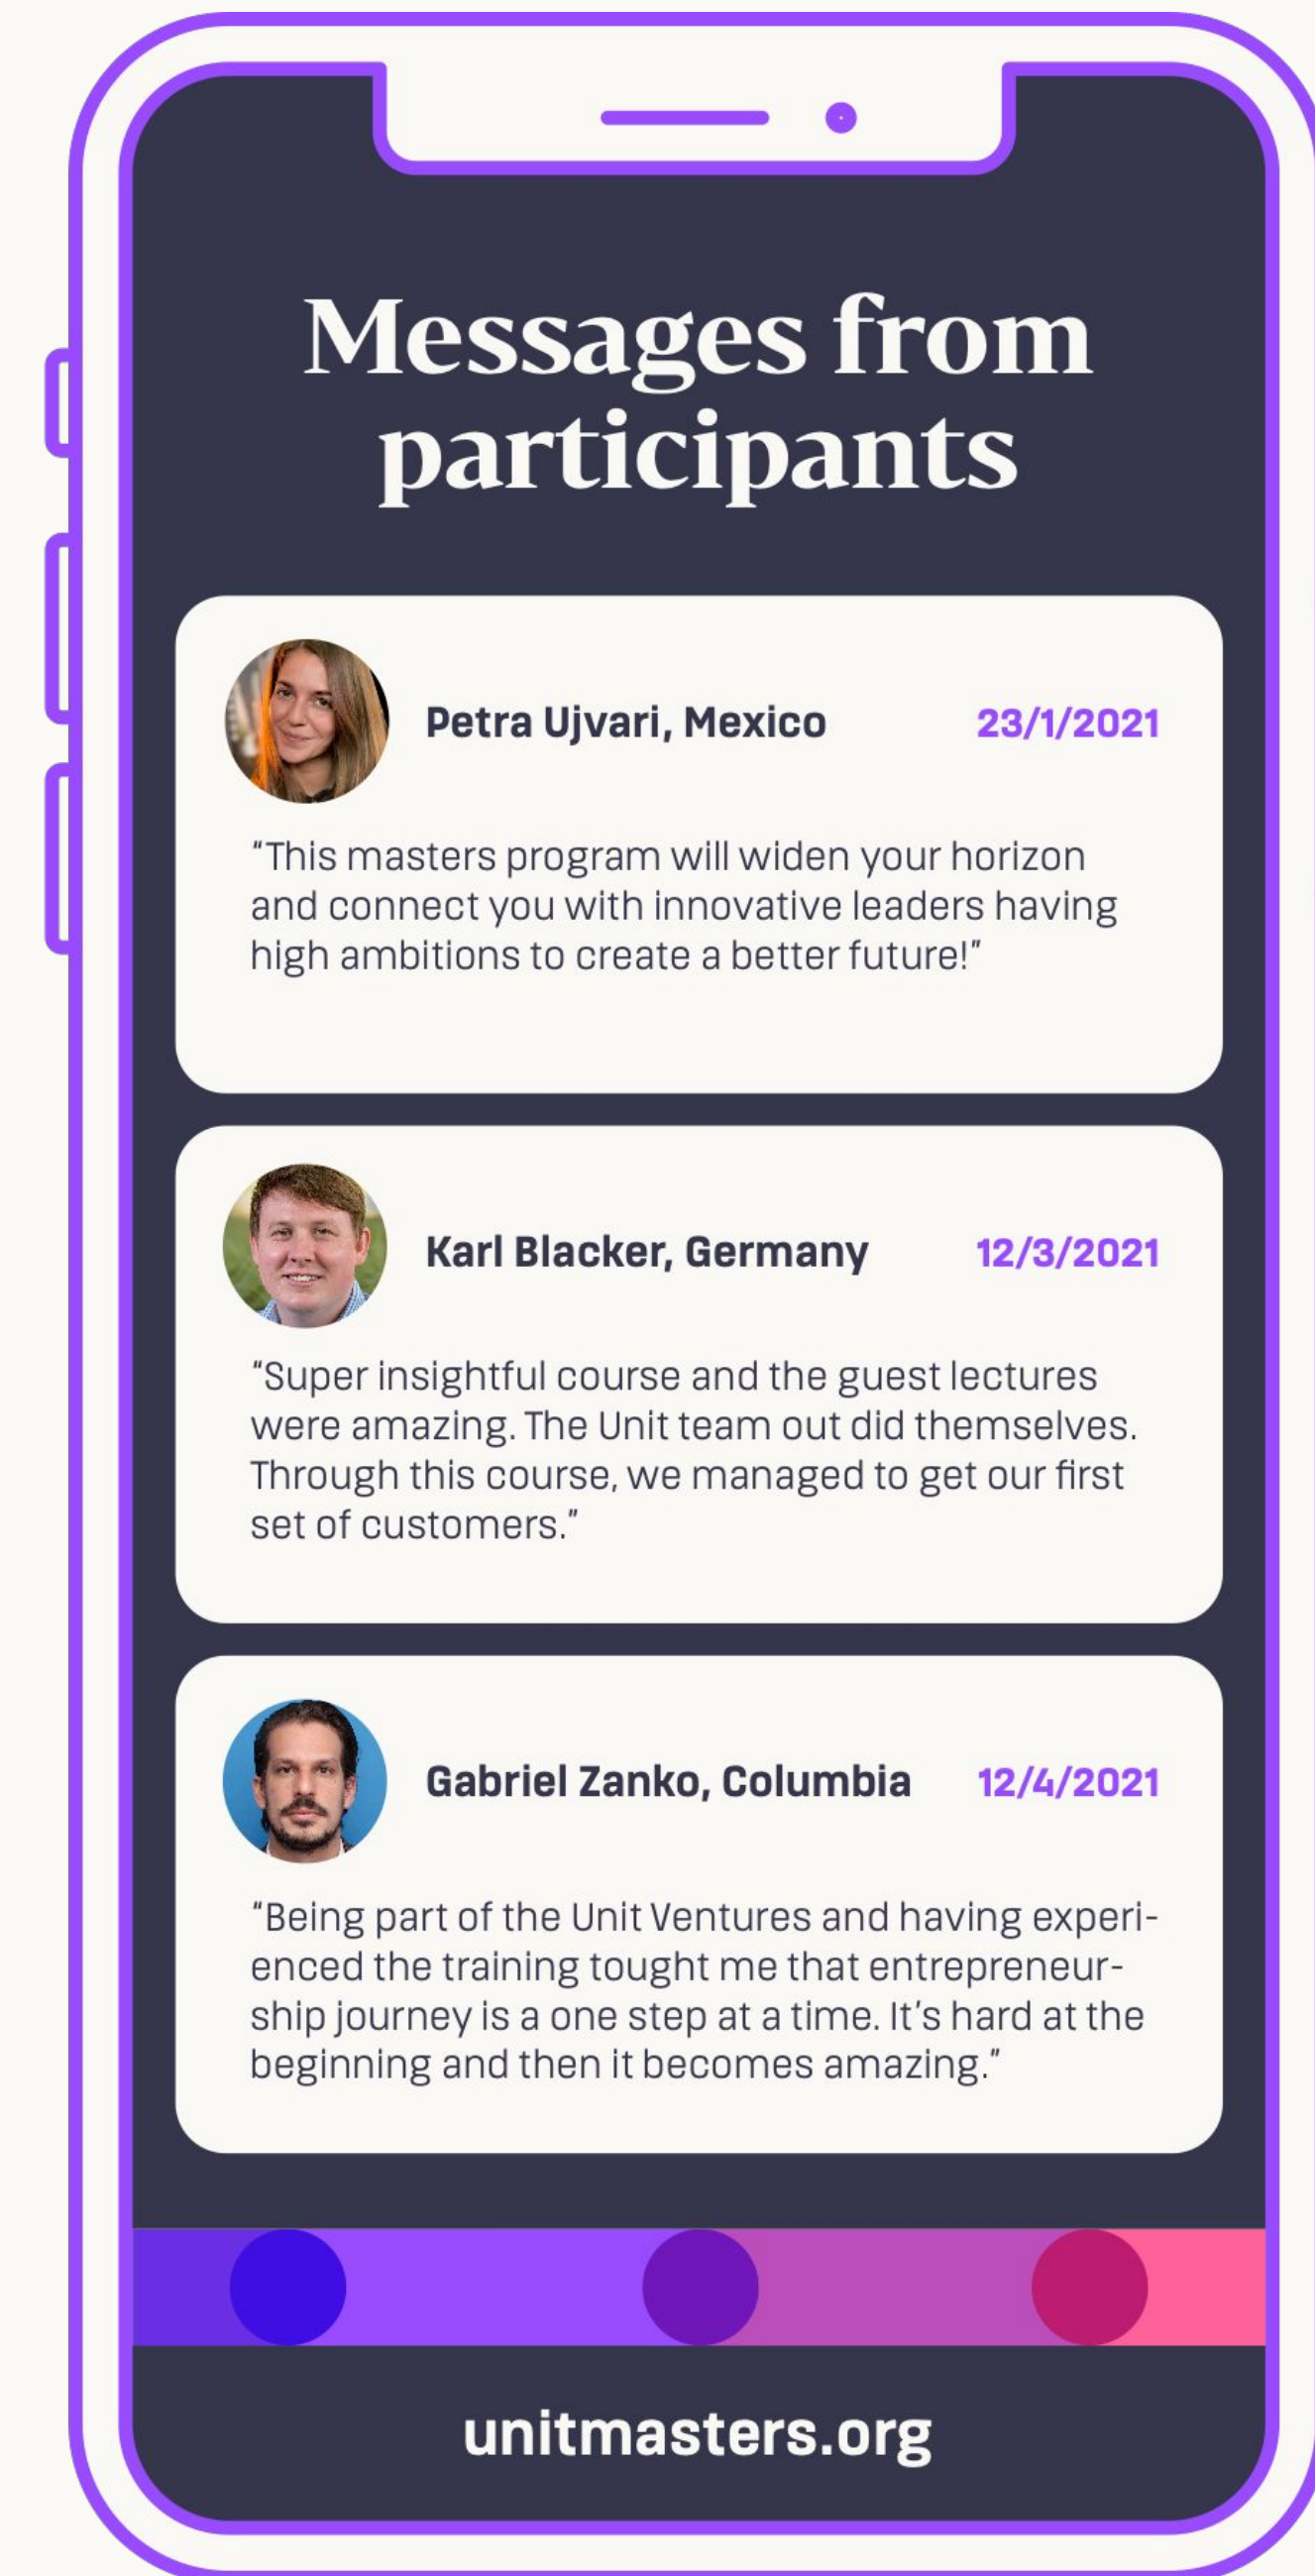 Messages from
participants
Petra Ujvari, Mexico
23/1/2021
“This masters program will widen your horizon
and connect you with innovative leaders having
high ambitions to create a better future!”
Karl Blacker, Germany
12/3/2021
“Super insightful course and the guest lectures
were amazing. The Unit team out did themselves.
Through this course, we managed to get our first
set of customers.”
Gabriel Zanko, Columbia
12/4/2021
“Being part of the Unit Ventures and having experi-
enced the training tought me that entrepreneur-
ship journey is a one step at a time. It’s hard at the
beginning and then it becomes amazing.”
unitmasters.org